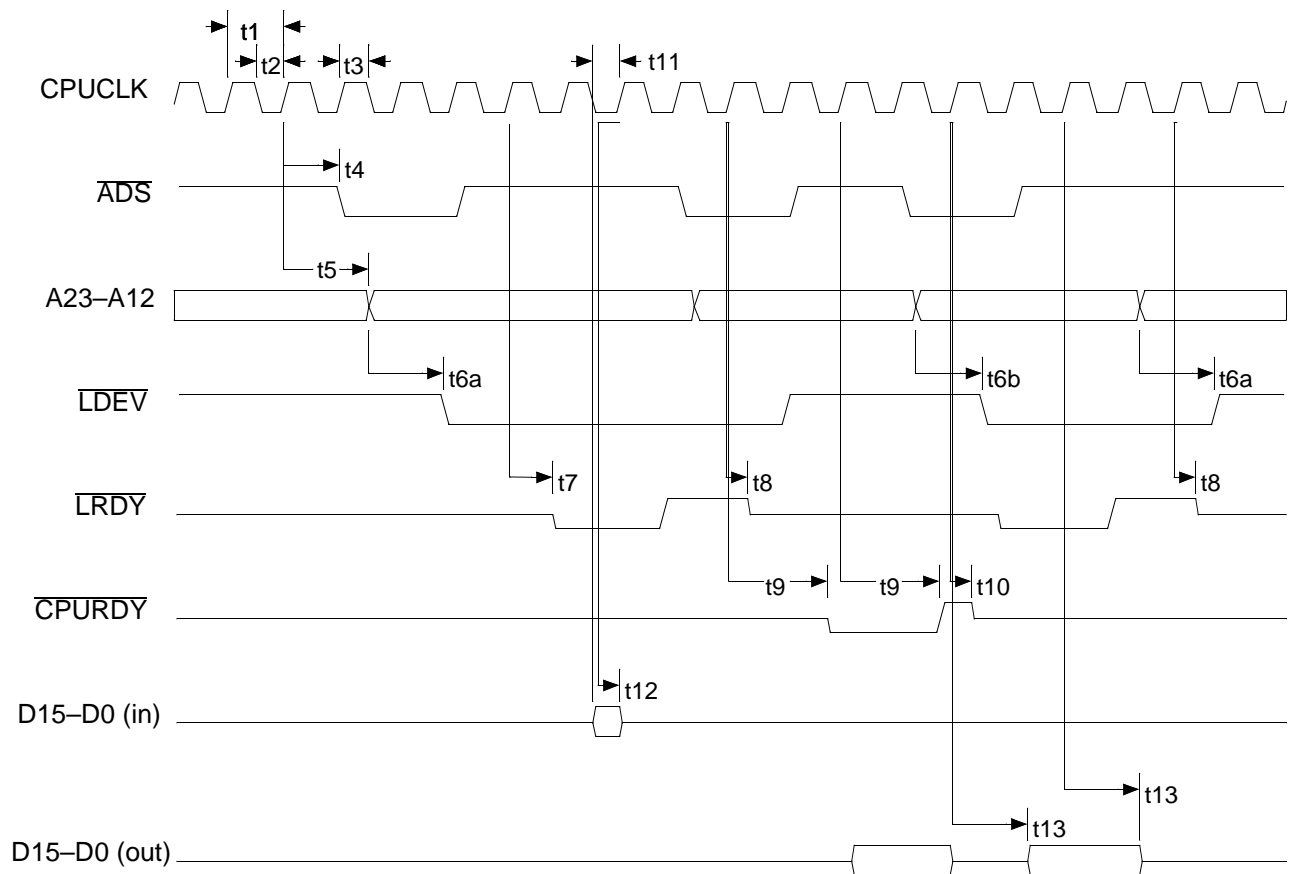 t1
t2 t3 t11
CPUCLK
t4
ADS
t5
A23–A12
t6a t6b t6a
LDEV
t7 t8 t8
LRDY
t9 t9 t10
CPURDY
t12
D15–D0 (in)
t13
t13
D15–D0 (out)